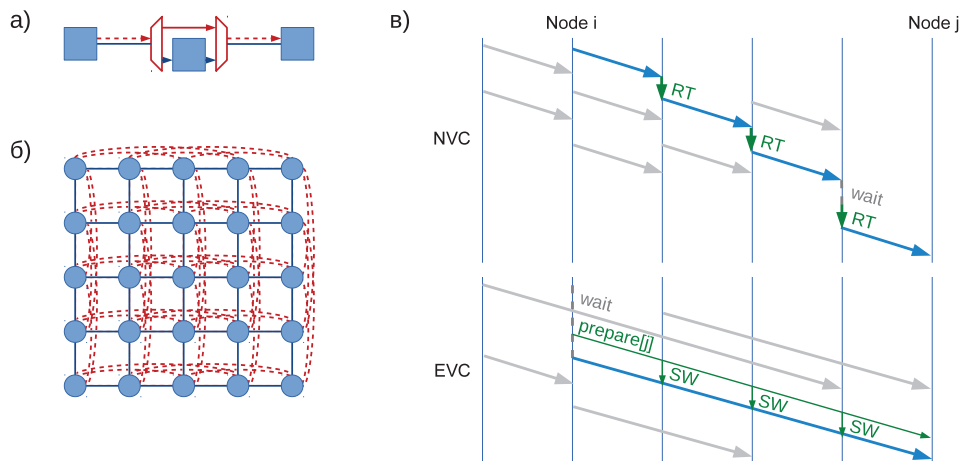 а)
б)
в)
Node i
Node j
NVC
RT
RT
wait
RT
EVC
wait
prepare[j]
SW
SW
SW